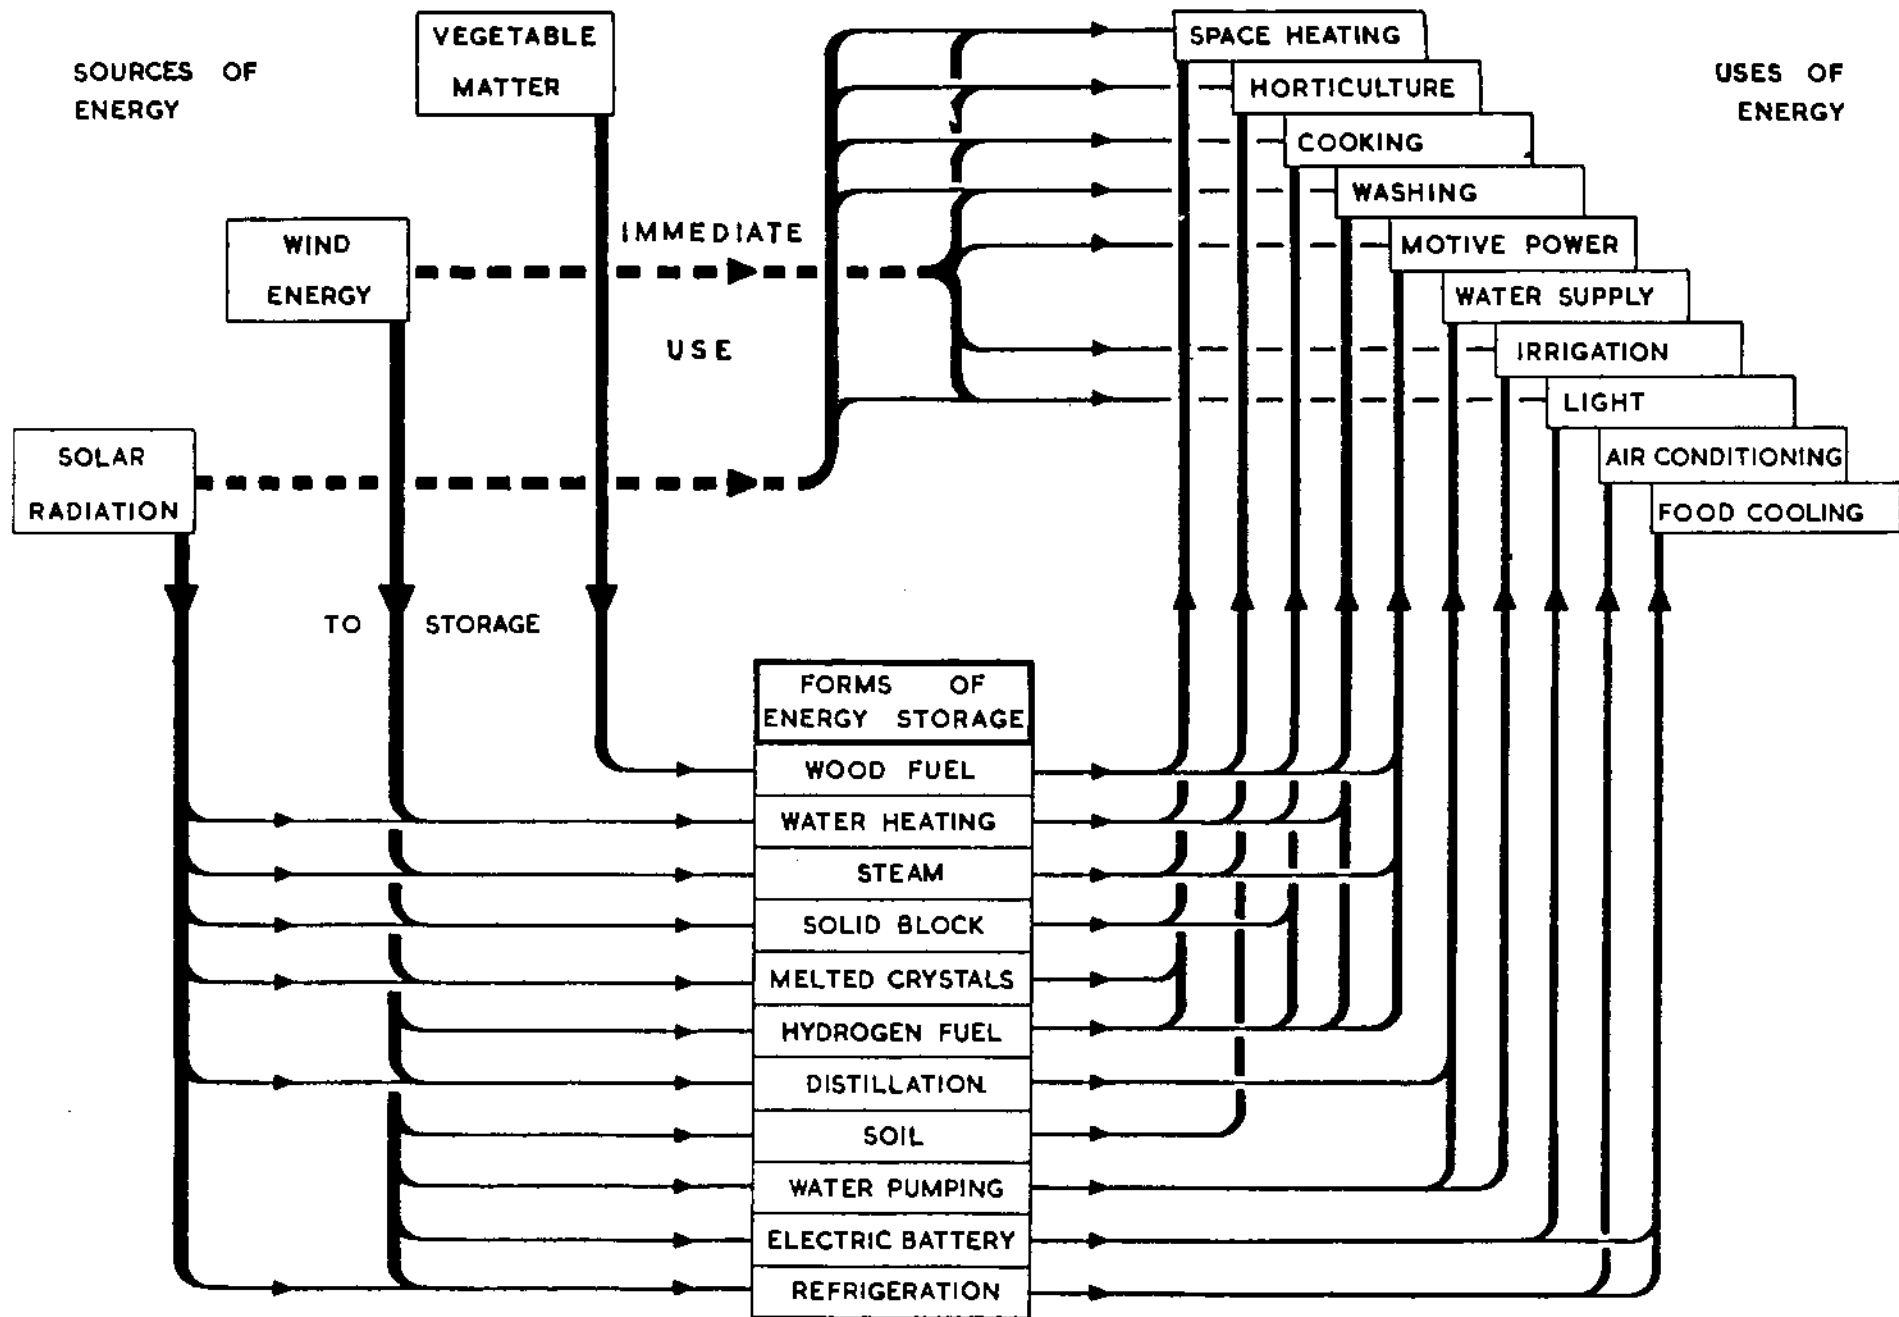 SOURCES OF
ENERGY
VEGETABLE
MATTER
WIND
ENERGY
SOLAR
RADIATION
IMMEDIATE
USE
TO STORAGE
USES OF
ENERGY
SPACE HEATING
HORTICULTURE
COOKING
WASHING
MOTIVE POWER
WATER SUPPLY
IRRIGATION
LIGHT
AIR CONDITIONING
FOOD COOLING
FORMS OF
ENERGY STORAGE
WOOD FUEL
WATER HEATING
STEAM
SOLID BLOCK
MELTED CRYSTALS
HYDROGEN FUEL
DISTILLATION
SOIL
WATER PUMPING
ELECTRIC BATTERY
REFRIGERATION